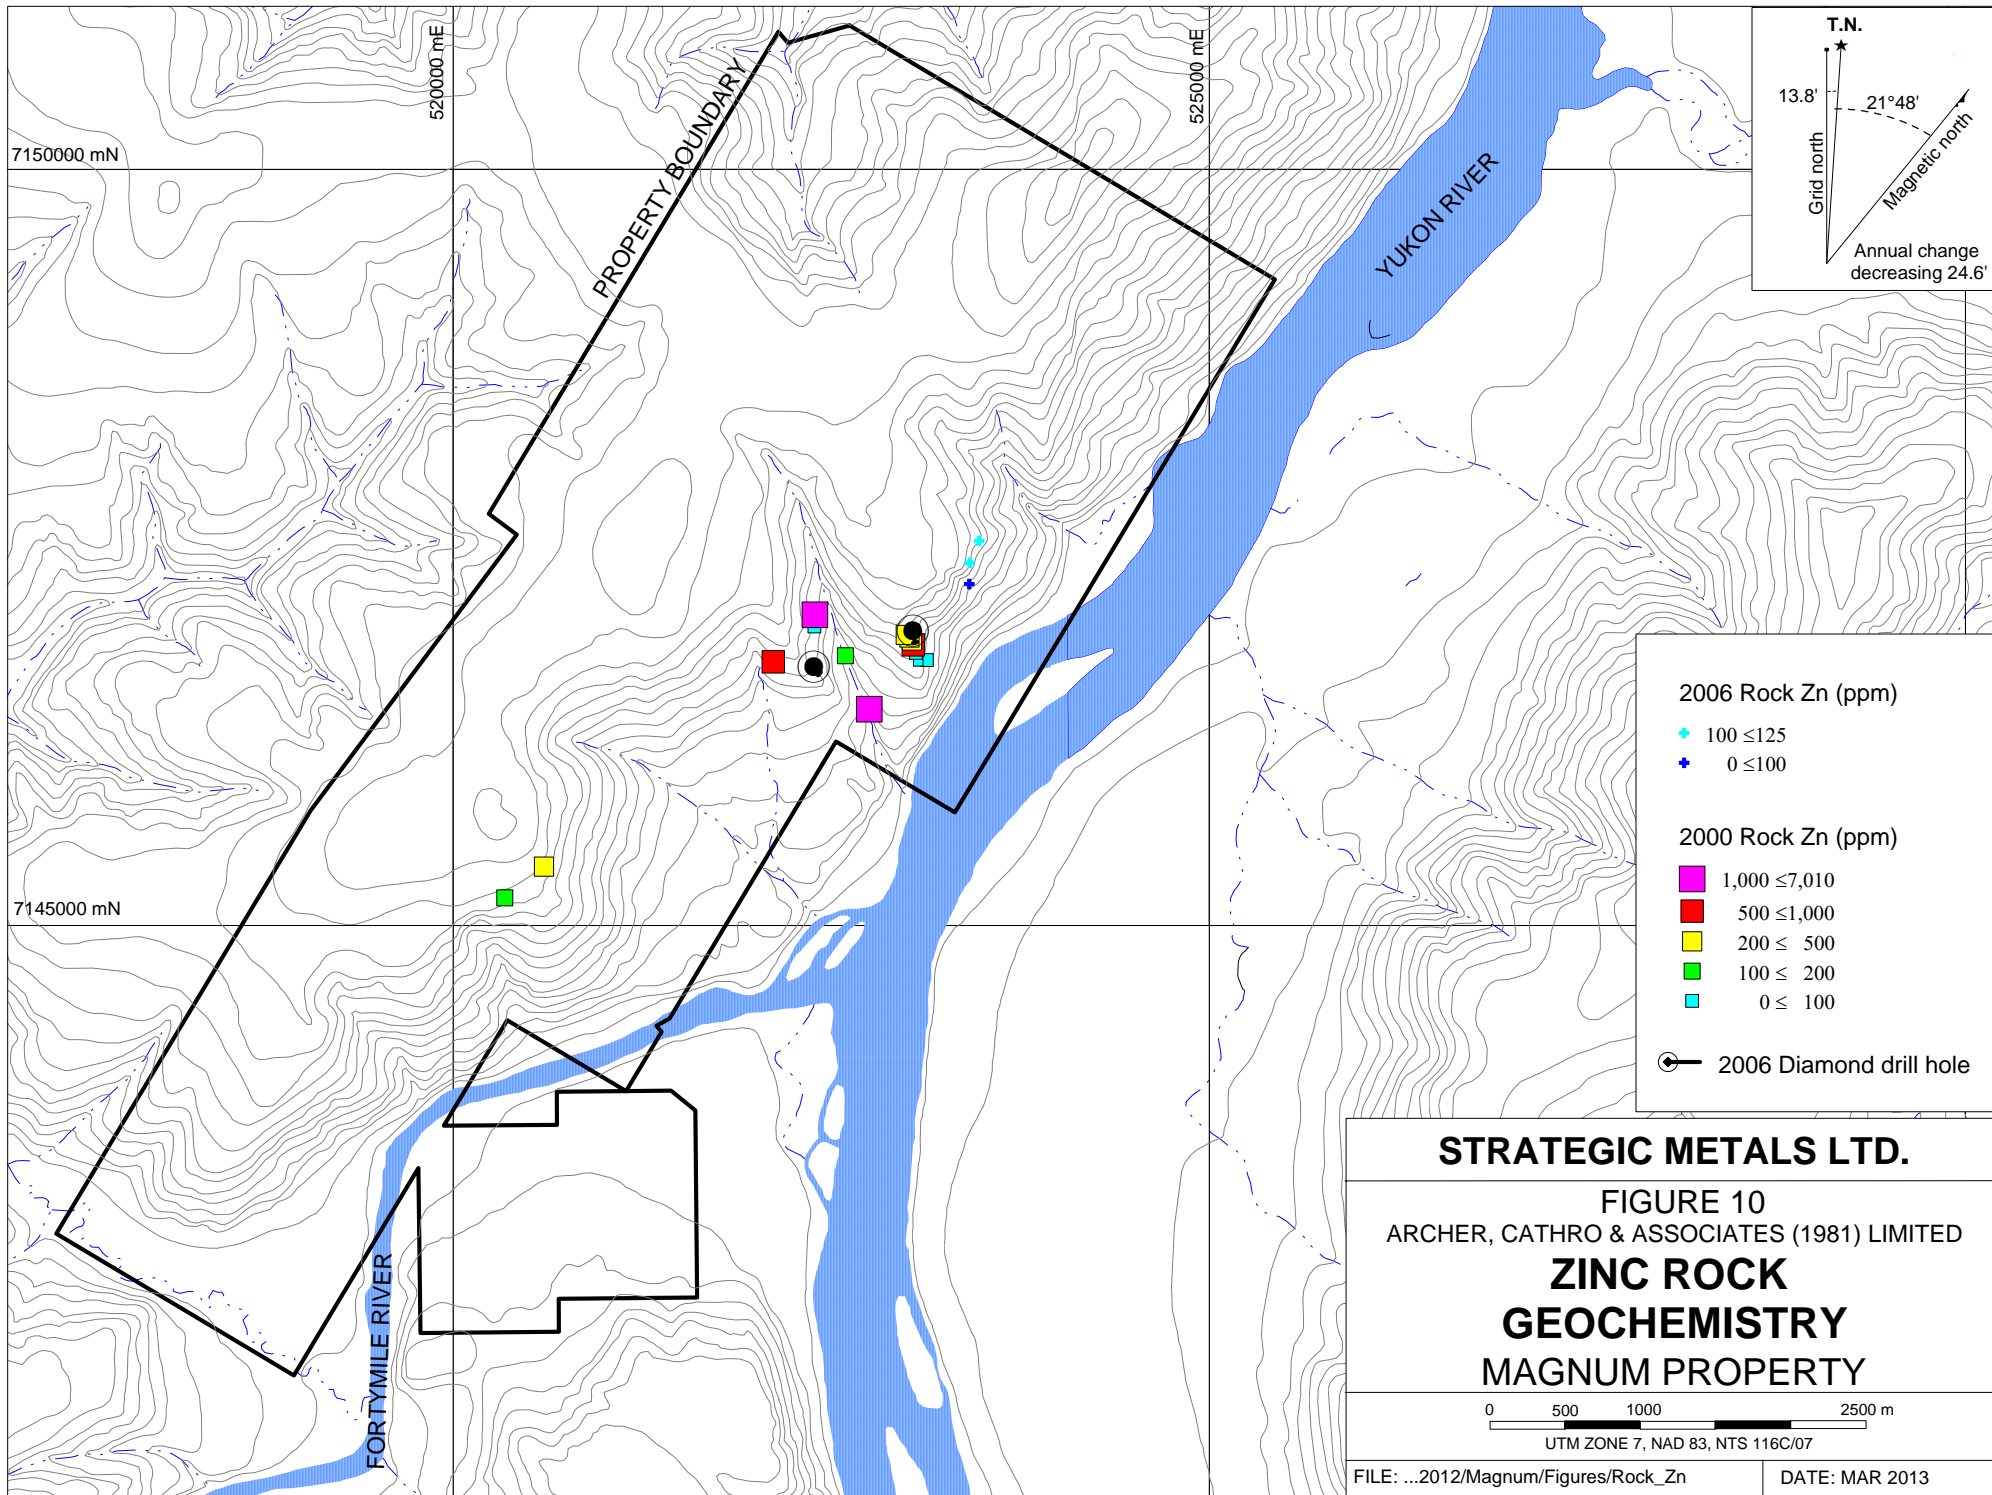 520000 mE
525000 mE
7150000 mN
7145000 mN
PROPERTY BOUNDARY
YUKON RIVER
FORTYMILE RIVER
T.N.
13.8'
21°48'
Grid north
Magnetic north
Annual change
decreasing 24.6'
2006 Rock Zn (ppm)
100 ≤125
0 ≤100
2000 Rock Zn (ppm)
1,000 ≤7,010
500 ≤1,000
200 ≤ 500
100 ≤ 200
0 ≤ 100
2006 Diamond drill hole
STRATEGIC METALS LTD.
FIGURE 10
ARCHER, CATHRO & ASSOCIATES (1981) LIMITED
ZINC ROCK
GEOCHEMISTRY
MAGNUM PROPERTY
0 500 1000 2500 m
UTM ZONE 7, NAD 83, NTS 116C/07
FILE: ...2012/Magnum/Figures/Rock_Zn
DATE: MAR 2013